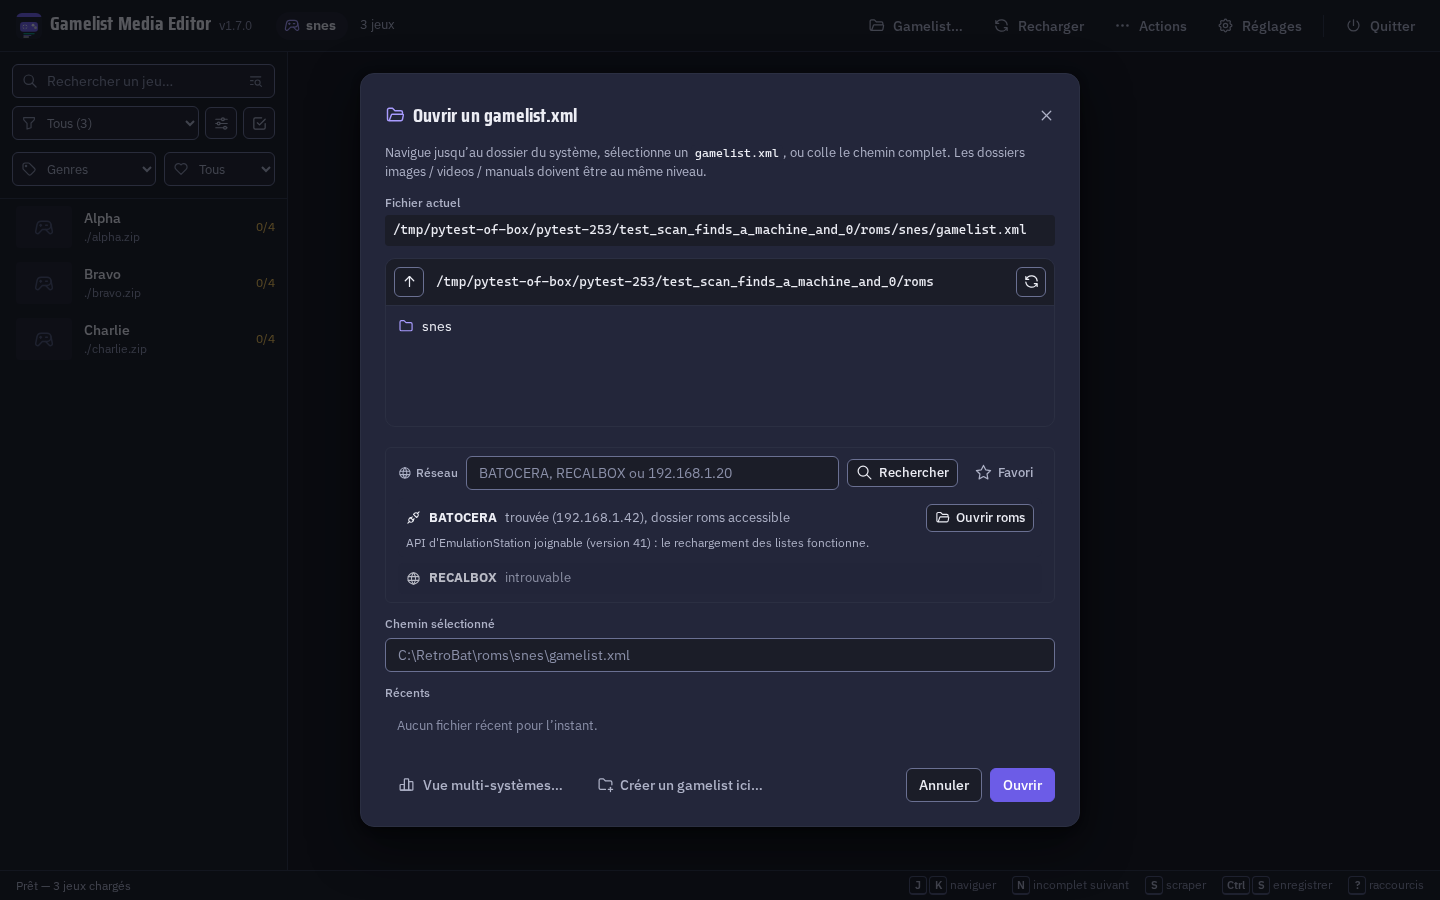 Gamelist Media Editor v1.7.0 snes 3 jeux Gamelist... Recharger Actions Réglages Quitter
Rechercher un jeu...
Tous (3)
Genres Tous
Alpha
./alpha.zip
0/4
Bravo
./bravo.zip
0/4
Charlie
./charlie.zip
0/4
Ouvrir un gamelist.xml
Navigue jusqu’au dossier du système, sélectionne un gamelist.xml , ou colle le chemin complet. Les dossiers
images / videos / manuals doivent être au même niveau.
Fichier actuel
/tmp/pytest-of-box/pytest-253/test_scan_finds_a_machine_and_0/roms/snes/gamelist.xml
/tmp/pytest-of-box/pytest-253/test_scan_finds_a_machine_and_0/roms
snes
Réseau BATOCERA, RECALBOX ou 192.168.1.20 Rechercher Favori
BATOCERA trouvée (192.168.1.42), dossier roms accessible Ouvrir roms
API d'EmulationStation joignable (version 41) : le rechargement des listes fonctionne.
RECALBOX introuvable
Chemin sélectionné
C:\RetroBat\roms\snes\gamelist.xml
Récents
Aucun fichier récent pour l’instant.
Vue multi-systèmes... Créer un gamelist ici... Annuler Ouvrir
Prêt — 3 jeux chargés J K naviguer N incomplet suivant S scraper Ctrl S enregistrer ? raccourcis